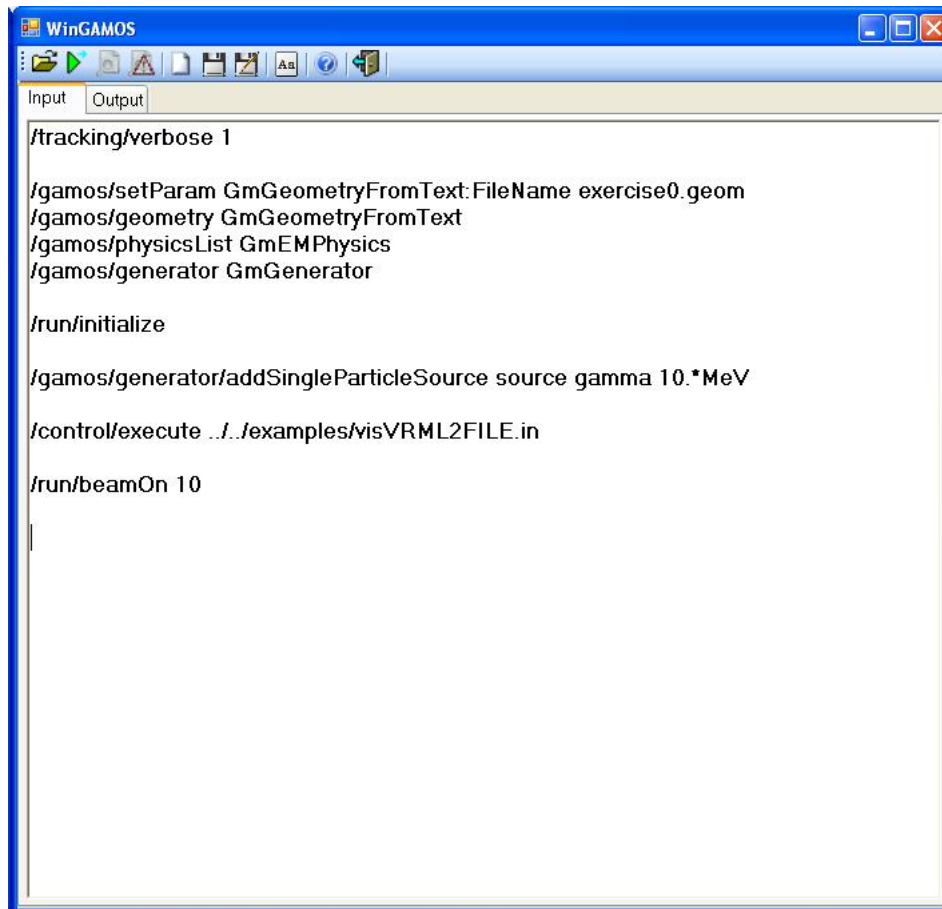 WinGAMOS
Aa
Input Output
/tracking/verbose 1
/gamos/setParam GmGeometryFromText:FileName exercise0.geom
/gamos/geometry GmGeometryFromText
/gamos/physicsList GmEMPhysics
/gamos/generator GmGenerator
/run/initialize
/gamos/generator/addSingleParticleSource source gamma 10.*MeV
/control/execute ../../examples/visVRML2FILE.in
/run/beamOn 10